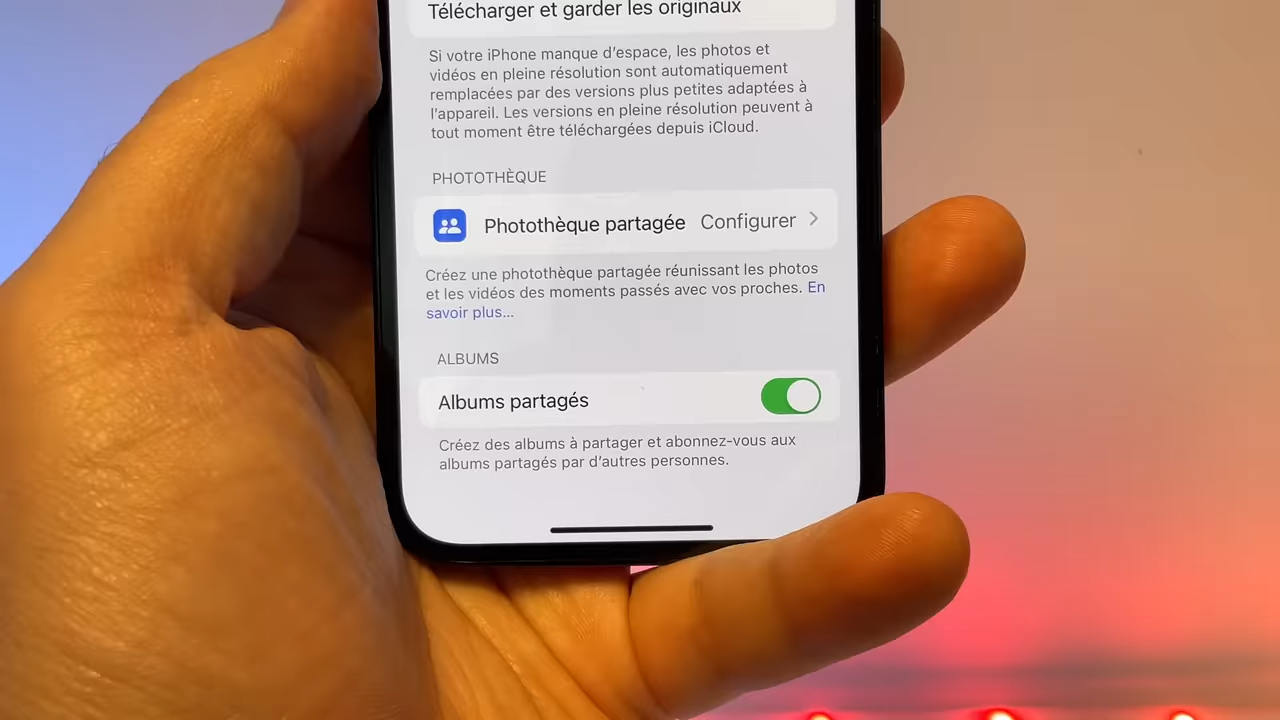 Télécharger et garder les originaux
Si votre iPhone manque d'espace, les photos et
vidéos en pleine résolution sont automatiquement
remplacées par des versions plus petites adaptées à
l'appareil. Les versions en pleine résolution peuvent à
tout moment être téléchargées depuis iCloud.
PHOTOTHÈQUE
Photothèque partagée Configurer >
Créez une photothèque partagée réunissant les photos
et les vidéos des moments passés avec vos proches. En
savoir plus...
ALBUMS
Albums partagés
Créez des albums à partager et abonnez-vous aux
albums partagés par d'autres personnes.